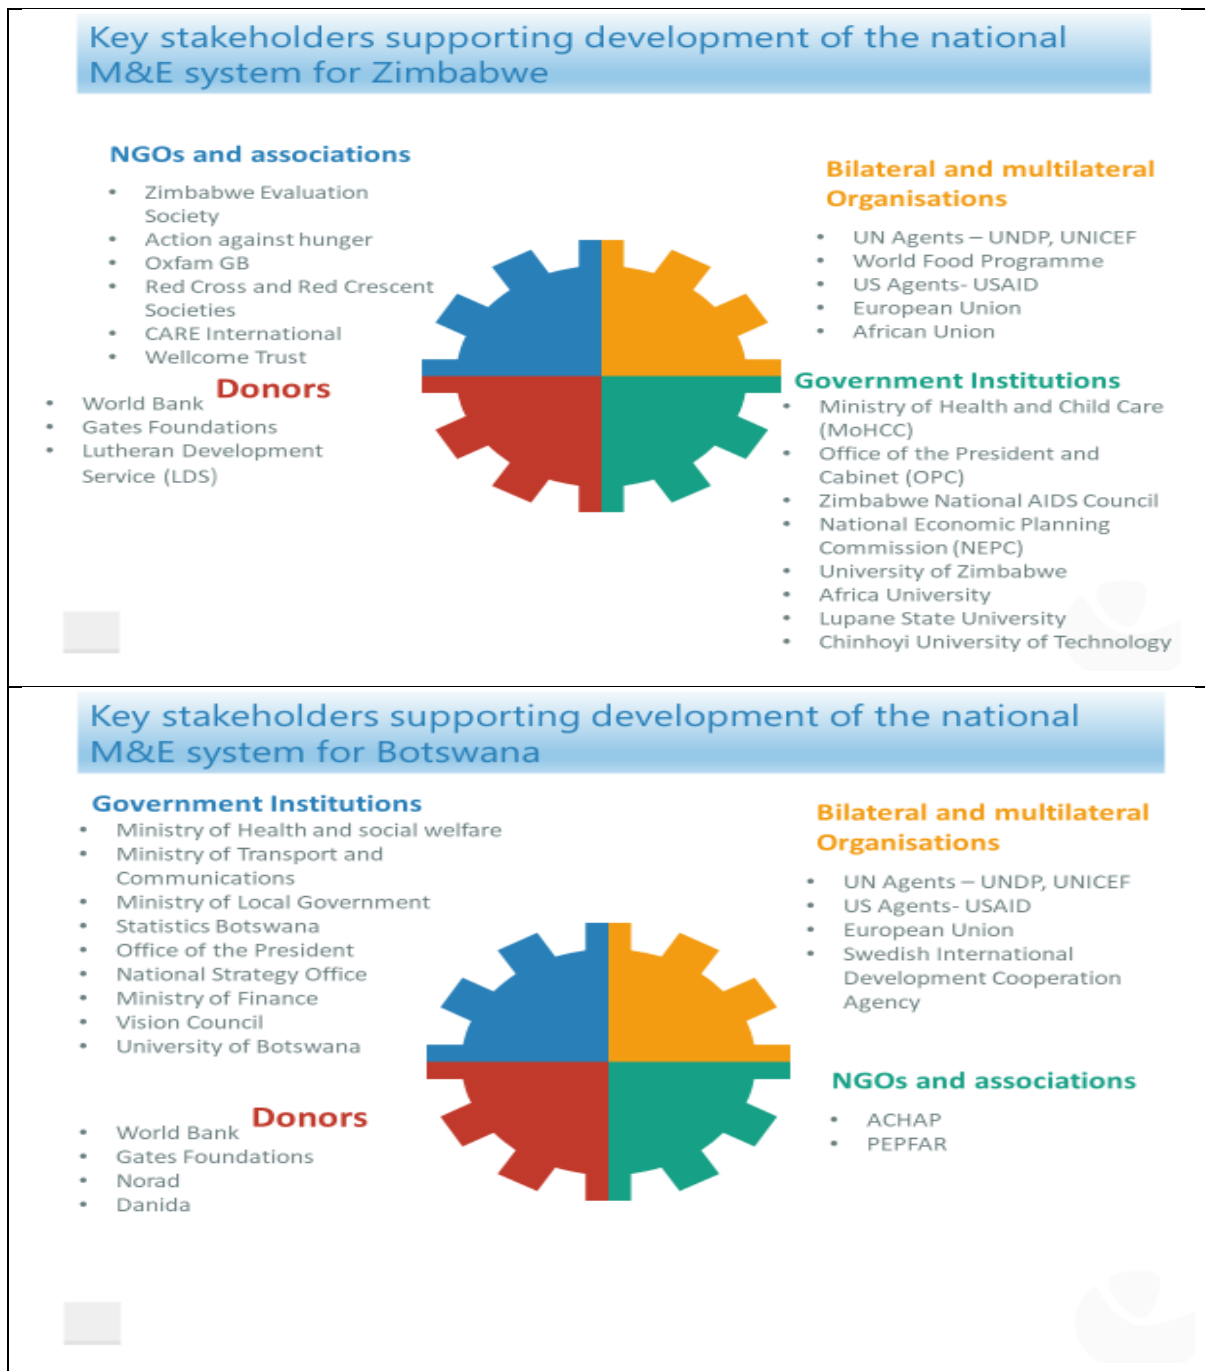 Key stakeholders supporting development of the national
M&E system for Zimbabwe
NGOs and associations
• Zimbabwe Evaluation
Society
• Action against hunger
• Oxfam GB
• Red Cross and Red Crescent
Societies
• CARE International
• Wellcome Trust
Donors
• World Bank
• Gates Foundations
• Lutheran Development
Service (LDS)
Bilateral and multilateral
Organisations
• UN Agents – UNDP, UNICEF
• World Food Programme
• US Agents- USAID
• European Union
• African Union
Government Institutions
• Ministry of Health and Child Care
(MoHCC)
• Office of the President and
Cabinet (OPC)
• Zimbabwe National AIDS Council
• National Economic Planning
Commission (NEPC)
• University of Zimbabwe
• Africa University
• Lupane State University
• Chinhoyi University of Technology
Key stakeholders supporting development of the national
M&E system for Botswana
Government Institutions
• Ministry of Health and social welfare
• Ministry of Transport and
Communications
• Ministry of Local Government
• Statistics Botswana
• Office of the President
• National Strategy Office
• Ministry of Finance
• Vision Council
• University of Botswana
Donors
• World Bank
• Gates Foundations
• Norad
• Danida
Bilateral and multilateral
Organisations
• UN Agents – UNDP, UNICEF
• US Agents- USAID
• European Union
• Swedish International
Development Cooperation
Agency
NGOs and associations
• ACHAP
• PEPFAR